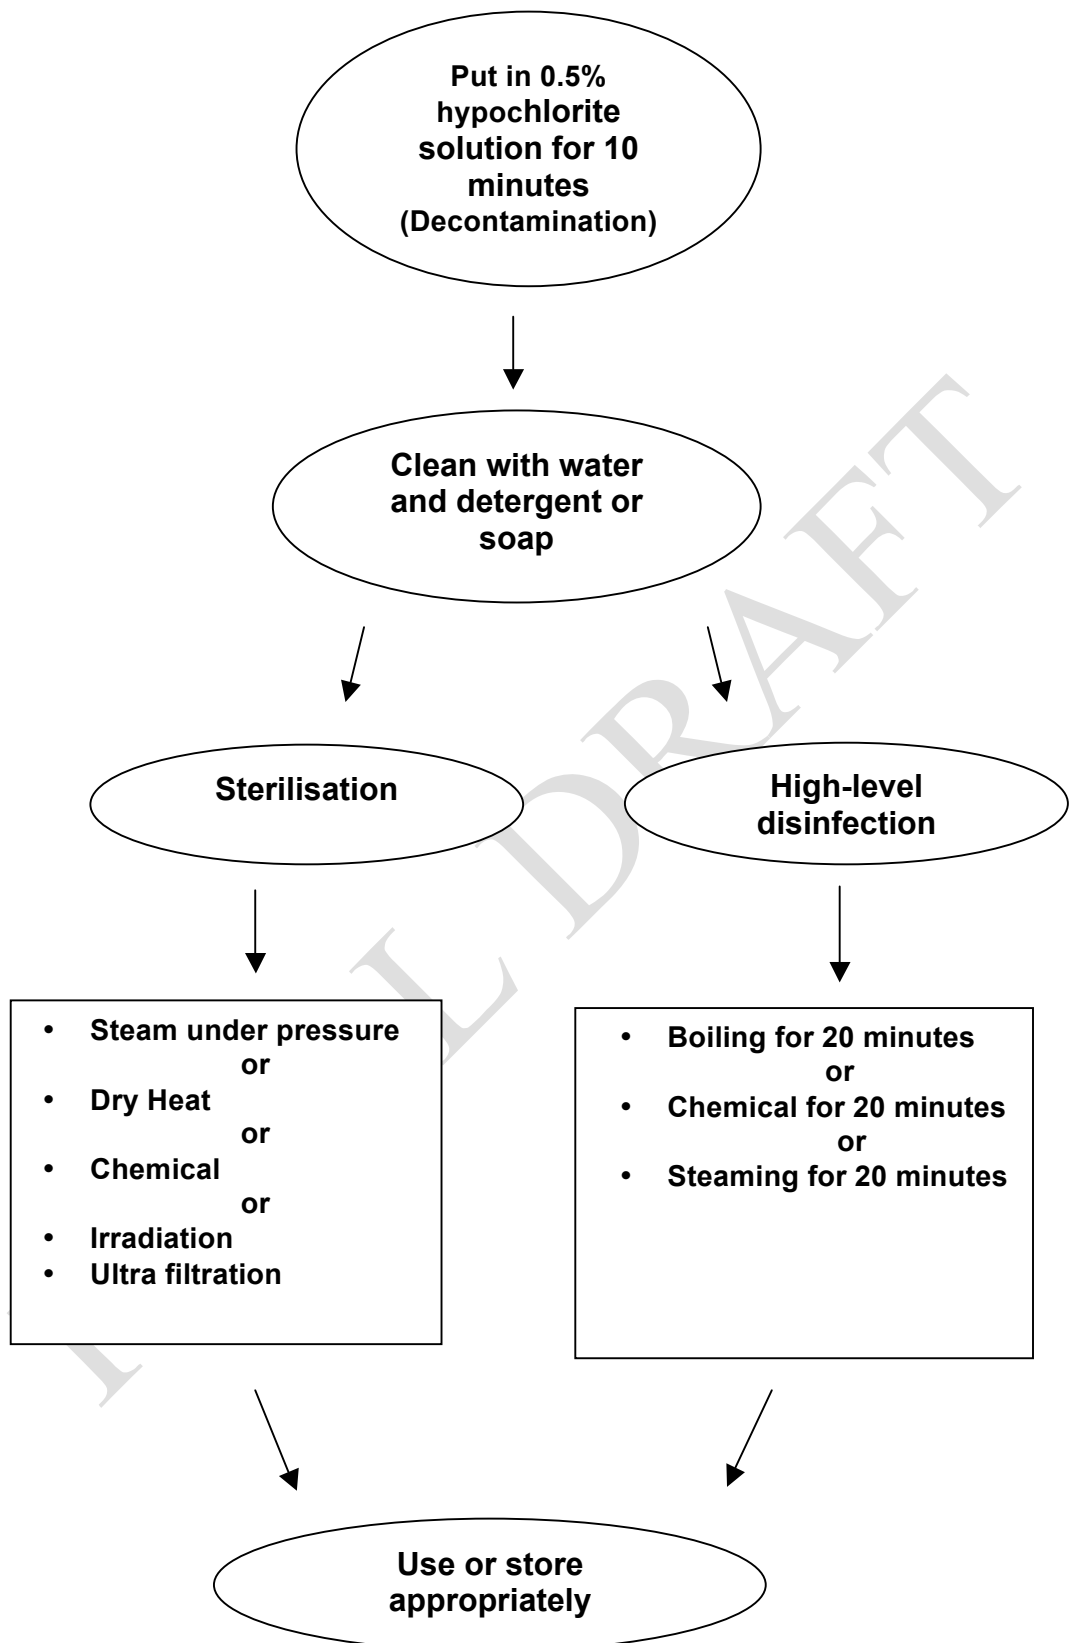 Put in 0.5%
hypochlorite
solution for 10
minutes
(Decontamination)
Clean with water
and detergent or
soap
Sterilisation
High-level
disinfection
• Steam under pressure
or
• Dry Heat
or
• Chemical
or
• Irradiation
• Ultra filtration
• Boiling for 20 minutes
or
• Chemical for 20 minutes
or
• Steaming for 20 minutes
Use or store
appropriately
DRAFT